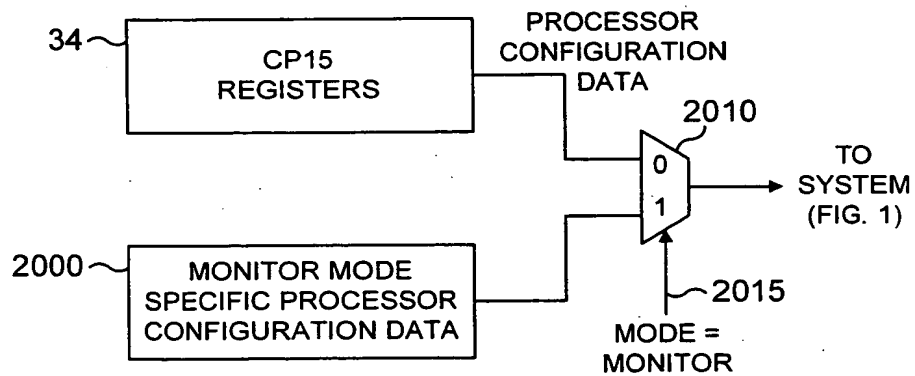 34
CP15
REGISTERS
PROCESSOR
CONFIGURATION
DATA
2010
0
1
TO
SYSTEM
(FIG. 1)
2000
MONITOR MODE
SPECIFIC PROCESSOR
CONFIGURATION DATA
2015
MODE =
MONITOR